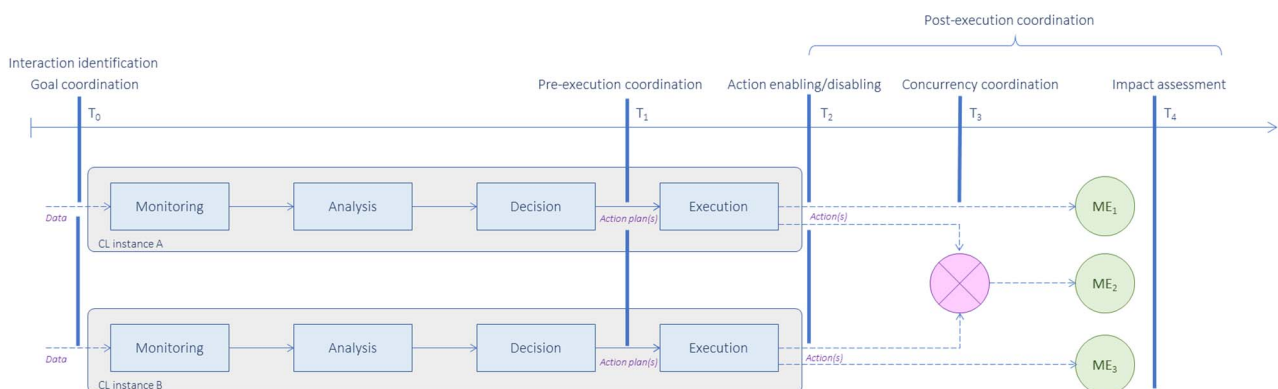 Post-execution coordination
Interaction identification
Goal coordination
Pre-execution coordination
Action enabling/disabling
Concurrency coordination
Impact assessment
T0
T1
T2
T3
T4
Monitoring
Analysis
Decision
Execution
ME1
Data
Action plan(s)
Action(s)
CL instance A
ME2
Monitoring
Analysis
Decision
Execution
ME3
Data
Action plan(s)
Action(s)
CL instance B